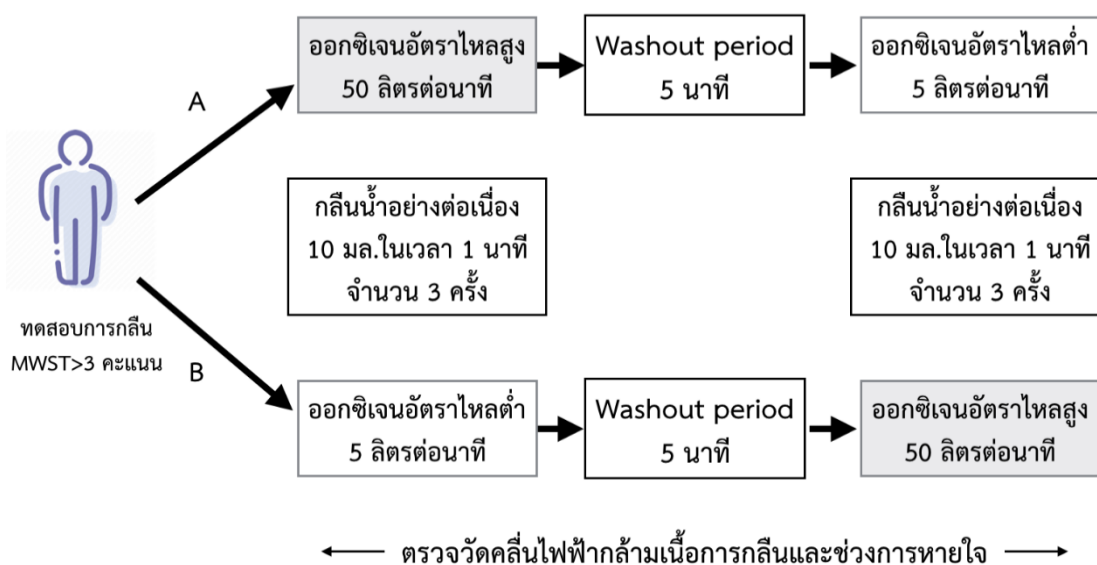 ออกซิเจนอัตราไหลสูง
50 ลิตรต่อนาที
Washout period
5 นาที
ออกซิเจนอัตราไหลต่ำ
5 ลิตรต่อนาที
A
กลืนน้ำอย่างต่อเนื่อง
10 มล.ในเวลา 1 นาที
จำนวน 3 ครั้ง
กลืนน้ำอย่างต่อเนื่อง
10 มล.ในเวลา 1 นาที
จำนวน 3 ครั้ง
ทดสอบการกลืน
MWST>3 คะแนน
B
ออกซิเจนอัตราไหลต่ำ
5 ลิตรต่อนาที
Washout period
5 นาที
ออกซิเจนอัตราไหลสูง
50 ลิตรต่อนาที
ตรวจวัดคลื่นไฟฟ้ากล้ามเนื้อการกลืนและช่วงการหายใจ